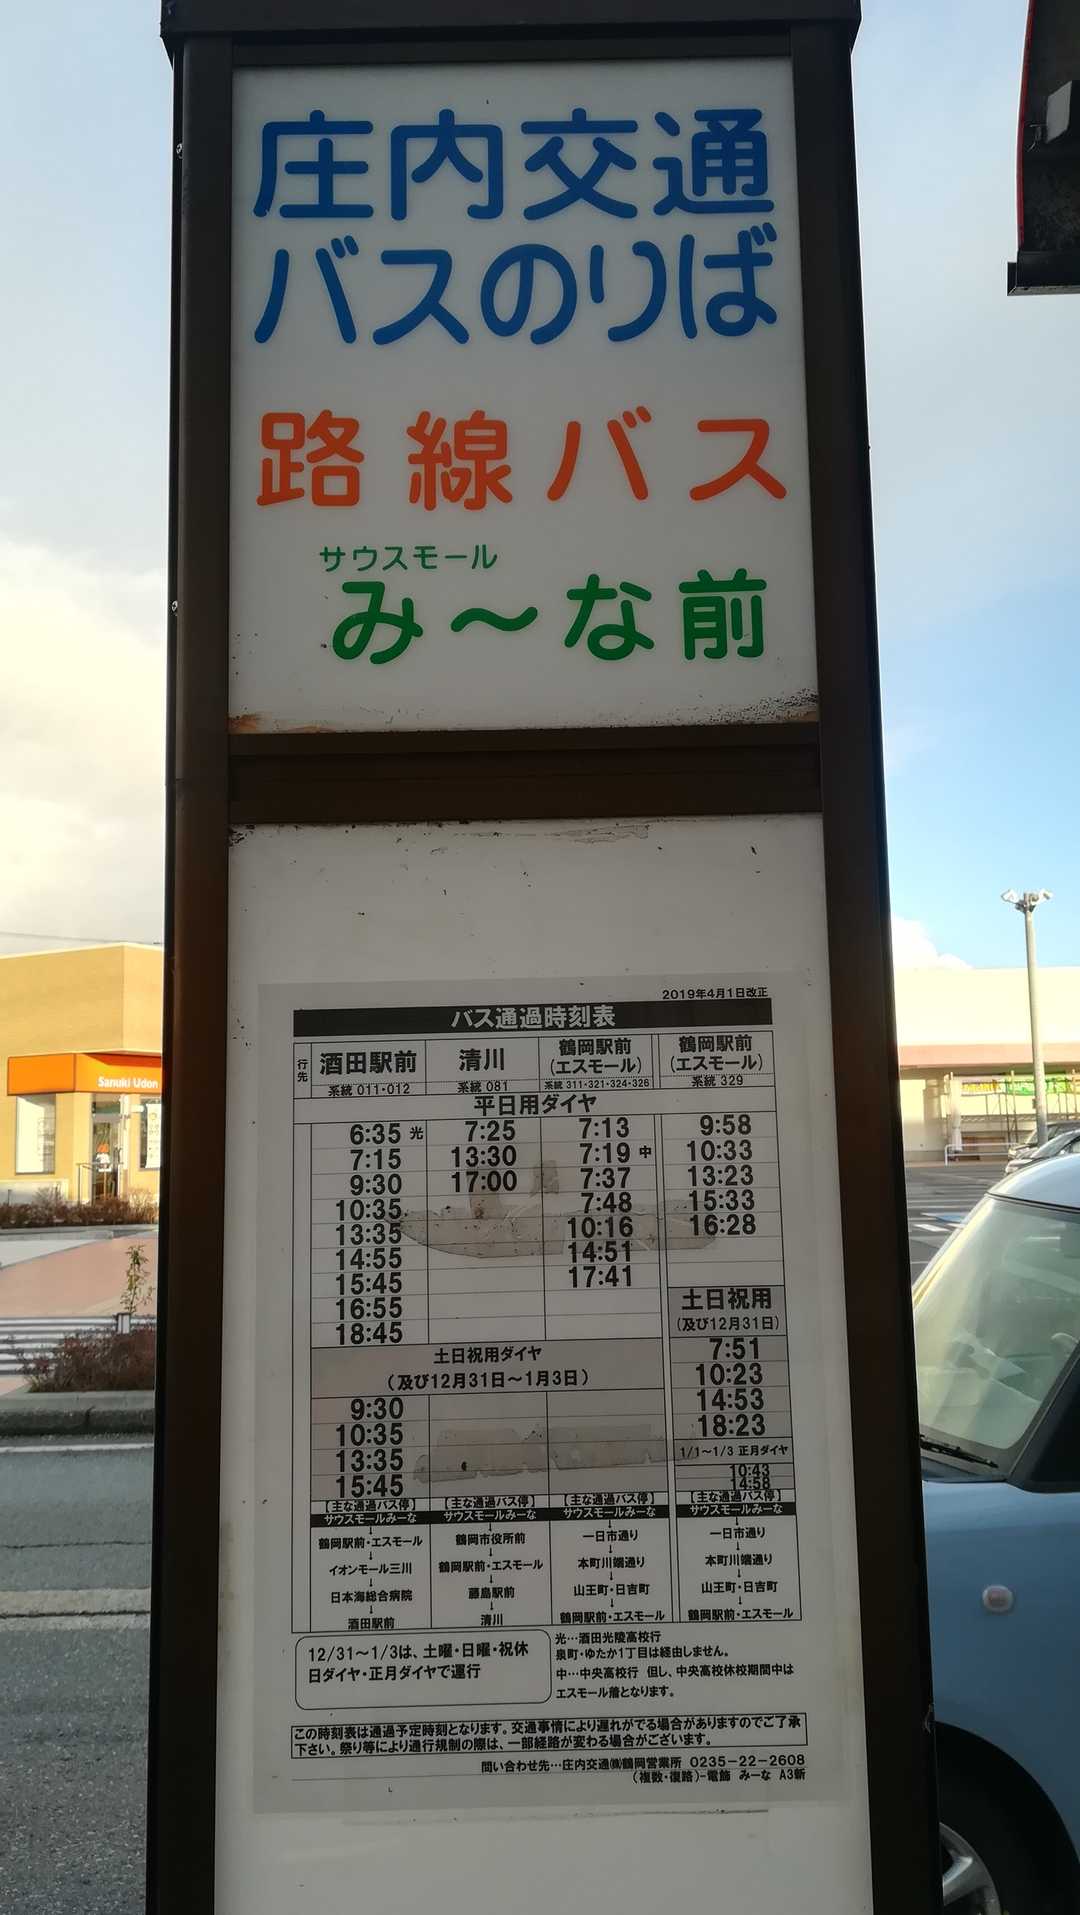 庄内交通
バスのりば
路線バス
サウスモール
み～な前
Sanuki Udon
2019年4月1日改正
バス通過時刻表
行先 酒田駅前 清川 鶴岡駅前(エスモール) 鶴岡駅前(エスモール)
系統 011・012 系統 081 系統 311・321・324・326 系統 329
平日用ダイヤ
6:35 光 7:25 7:13 9:58
7:15 13:30 7:19 中 10:33
9:30 17:00 7:37 13:23
10:35 7:48 15:33
13:35 10:16 16:28
14:55 14:51
15:45 17:41
16:55
18:45
土日祝用ダイヤ
(及び12月31日～1月3日)
9:30
10:35
13:35
15:45
土日祝用
(及び12月31日)
7:51
10:23
14:53
18:23
1/1～1/3 正月ダイヤ
10:43
14:58
【主な通過バス停】 【主な通過バス停】 【主な通過バス停】 【主な通過バス停】
サウスモールみーな サウスモールみーな サウスモールみーな サウスモールみーな
↓ ↓ ↓ ↓
鶴岡駅前・エスモール 鶴岡市役所前 一日市通り 一日市通り
↓ ↓ ↓ ↓
イオンモール三川 鶴岡駅前・エスモール 本町川端通り 本町川端通り
↓ ↓ ↓ ↓
日本海総合病院 藤島駅前 山王町・日吉町 山王町・日吉町
↓ ↓ ↓ ↓
酒田駅前 清川 鶴岡駅前・エスモール 鶴岡駅前・エスモール
12/31～1/3は、土曜・日曜・祝休
日ダイヤ・正月ダイヤで運行
光…酒田光陵高校行
泉町・ゆたか1丁目は経由しません。
中…中央高校行 但し、中央高校休校期間中は
エスモール着となります。
この時刻表は通過予定時刻となります。交通事情により遅れがでる場合がありますのでご了承
下さい。祭り等により通行規制の際は、一部経路が変わる場合がございます。
問い合わせ先…庄内交通㈱鶴岡営業所 0235-22-2608
(複数・復路)-電飾 みーな A3新